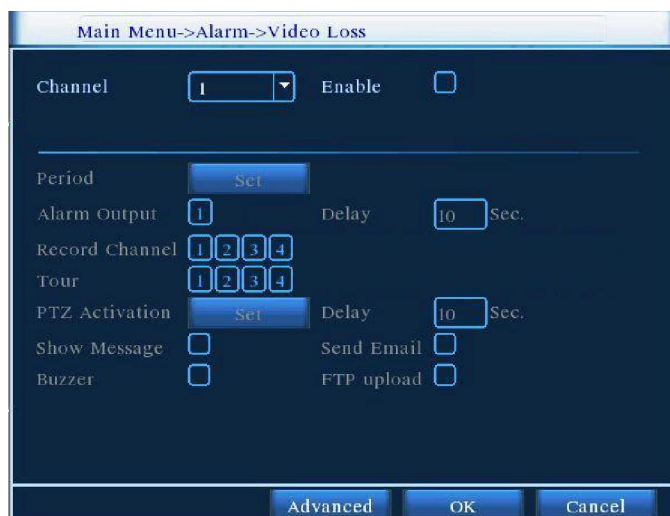 Main Menu->Alarm->Video Loss
Channel 1 Enable
Period Set
Alarm Output 1 Delay 10 Sec.
Record Channel 1 2 3 4
Tour 1 2 3 4
PTZ Activation Set Delay 10 Sec.
Show Message Send Email
Buzzer FTP upload
Advanced OK Cancel